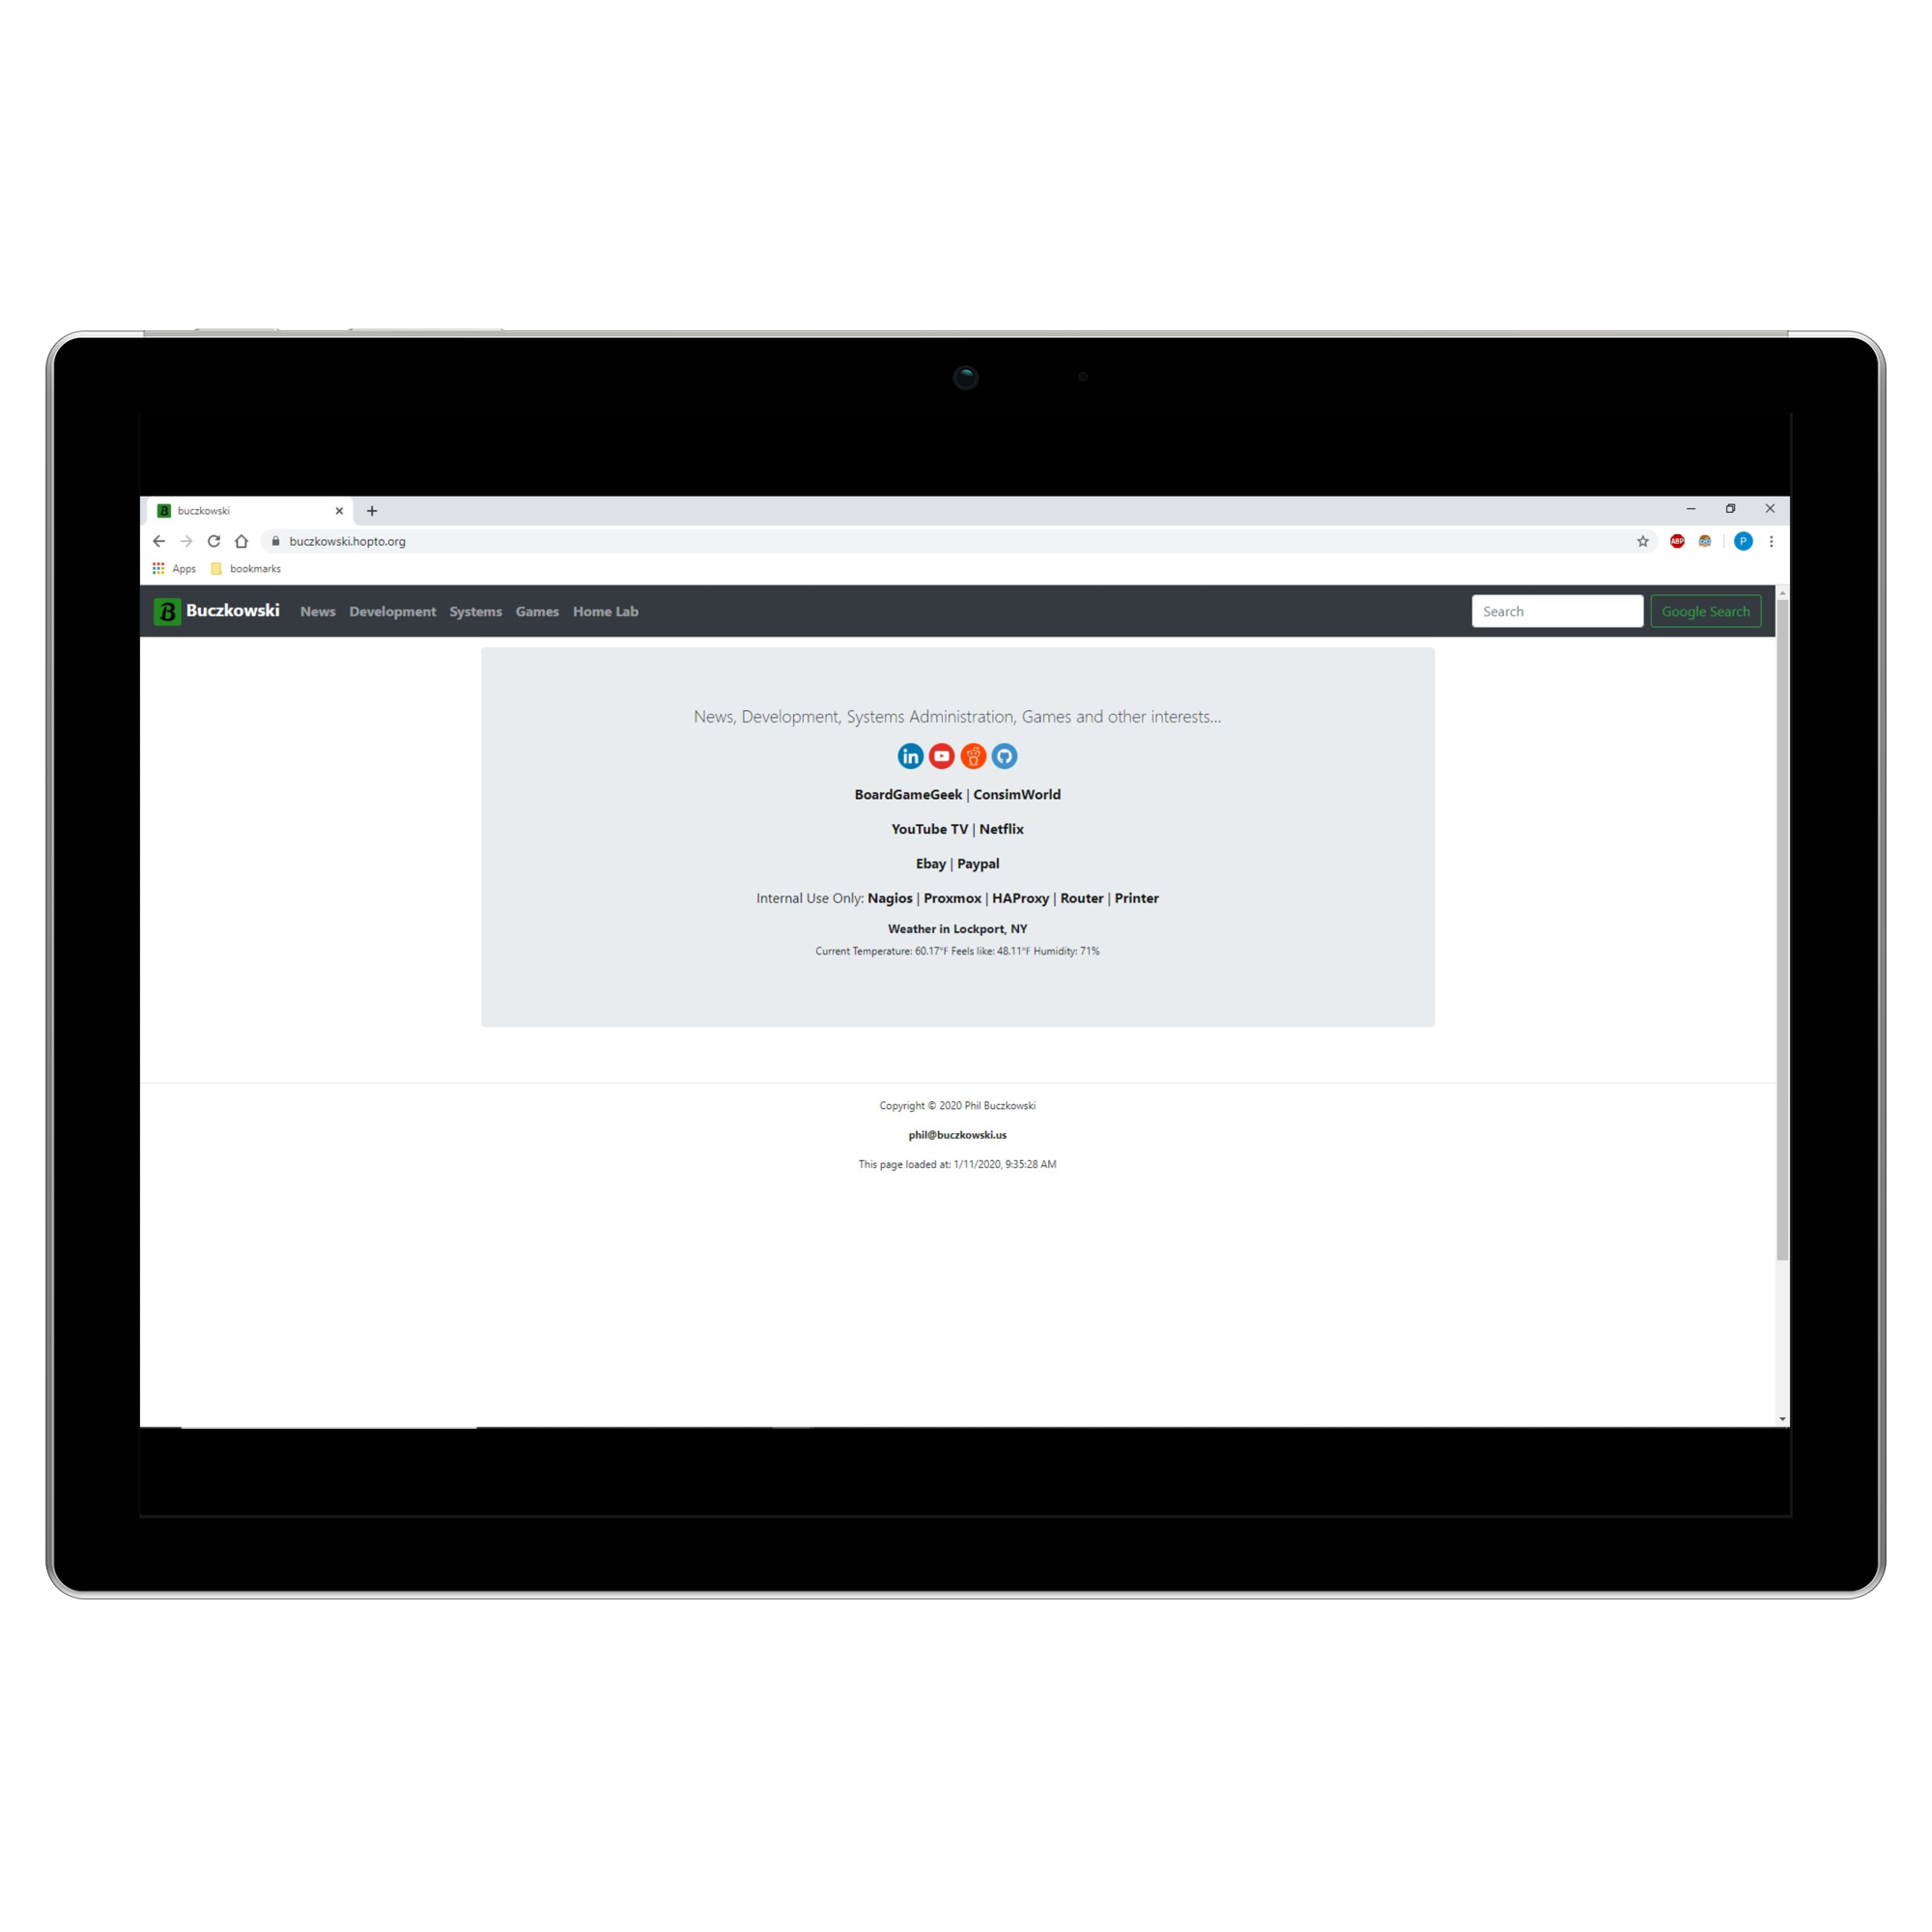 B buczkowski
buczkowski.hopto.org
ABP P
Apps bookmarks
B Buczkowski News Development Systems Games Home Lab Search Google Search
News, Development, Systems Administration, Games and other interests...
in
BoardGameGeek | ConsimWorld
YouTube TV | Netflix
Ebay | Paypal
Internal Use Only: Nagios | Proxmox | HAProxy | Router | Printer
Weather in Lockport, NY
Current Temperature: 60.17°F Feels like: 48.11°F Humidity: 71%
Copyright © 2020 Phil Buczkowski
phil@buczkowski.us
This page loaded at: 1/11/2020, 9:35:28 AM